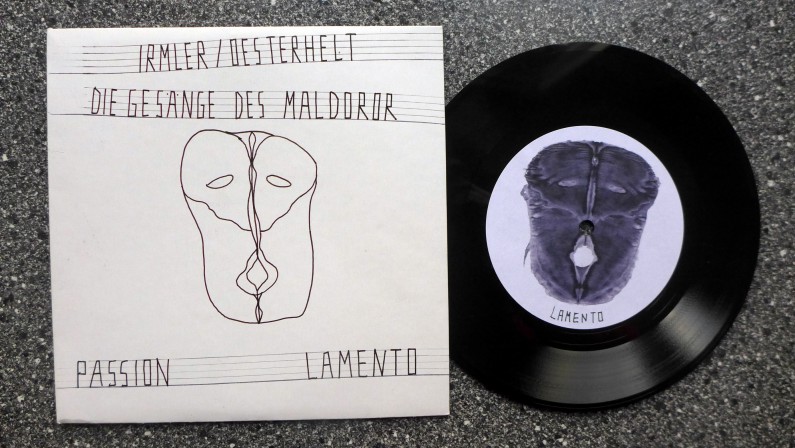 IRMLER/OESTERHELT
DIE GESÄNGE DES MALDOROR
PASSION LAMENTO
LAMENTO